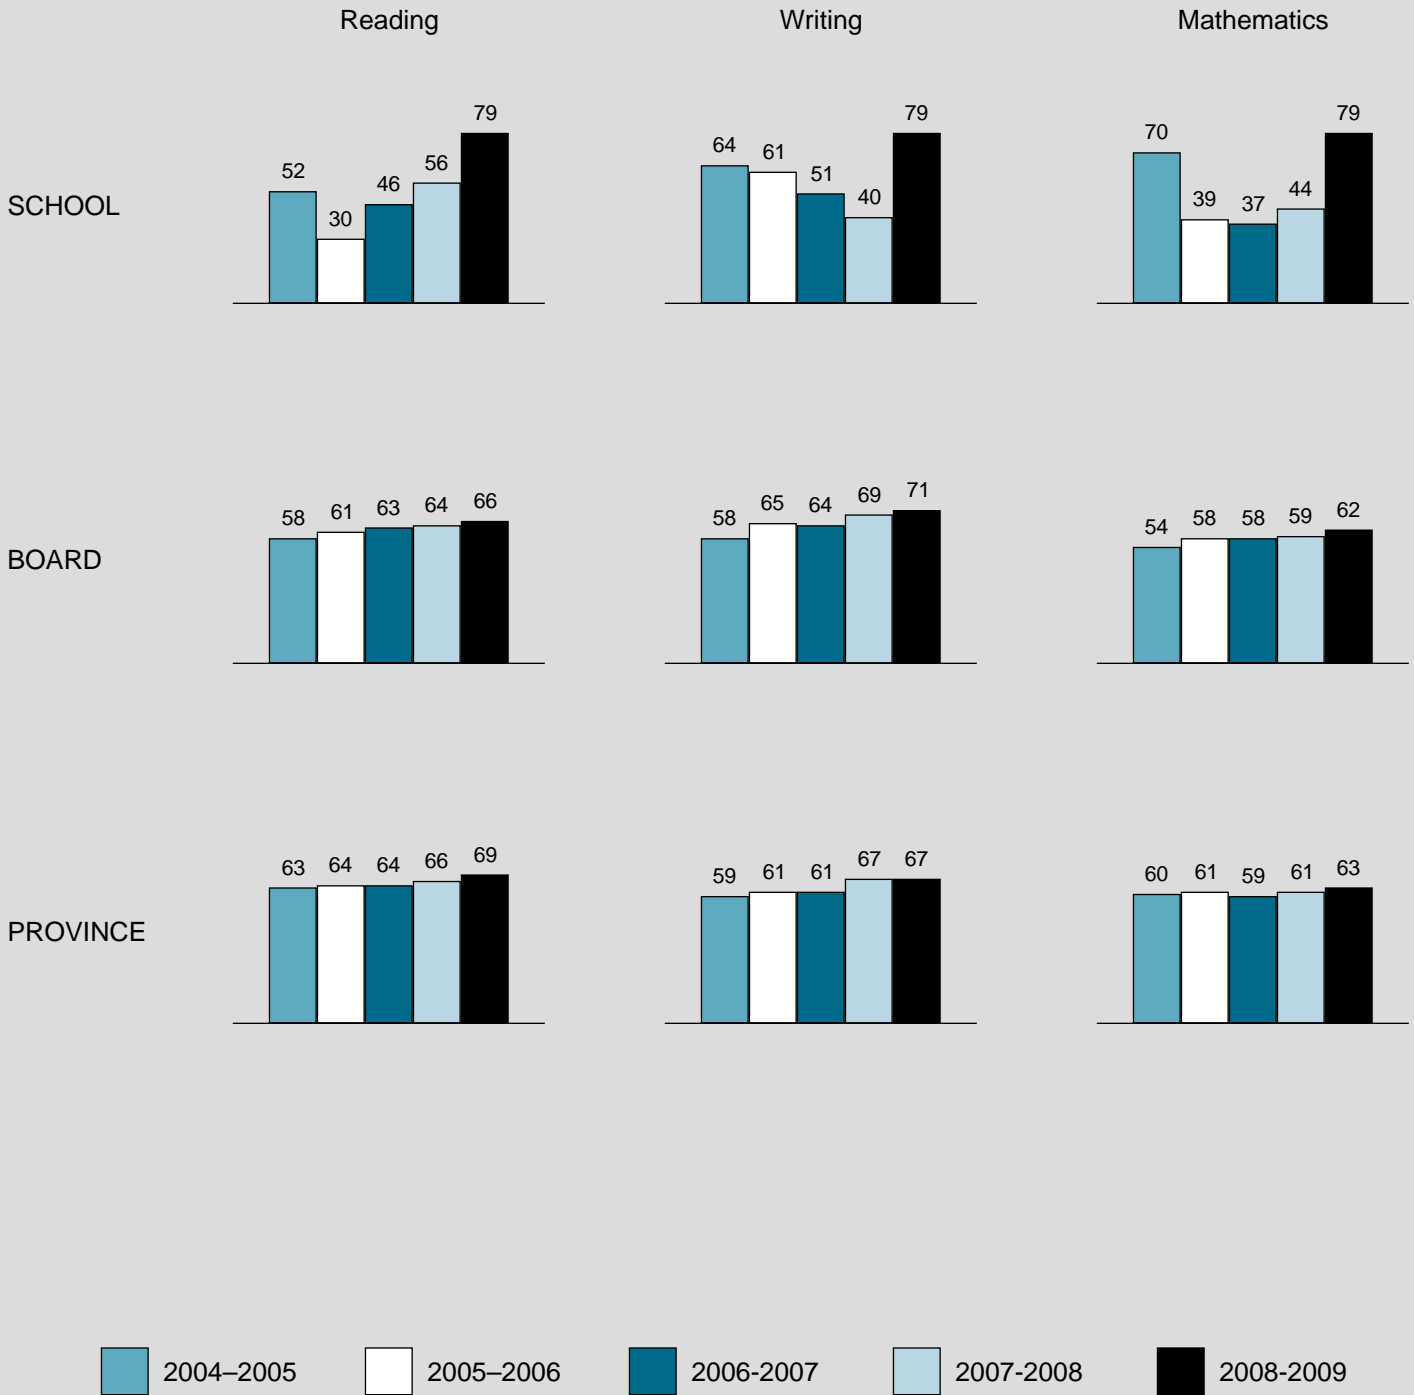 Reading Writing Mathematics
SCHOOL
52 30 46 56 79
64 61 51 40 79
70 39 37 44 79
BOARD
58 61 63 64 66
58 65 64 69 71
54 58 58 59 62
PROVINCE
63 64 64 66 69
59 61 61 67 67
60 61 59 61 63
2004–2005 2005–2006 2006-2007 2007-2008 2008-2009